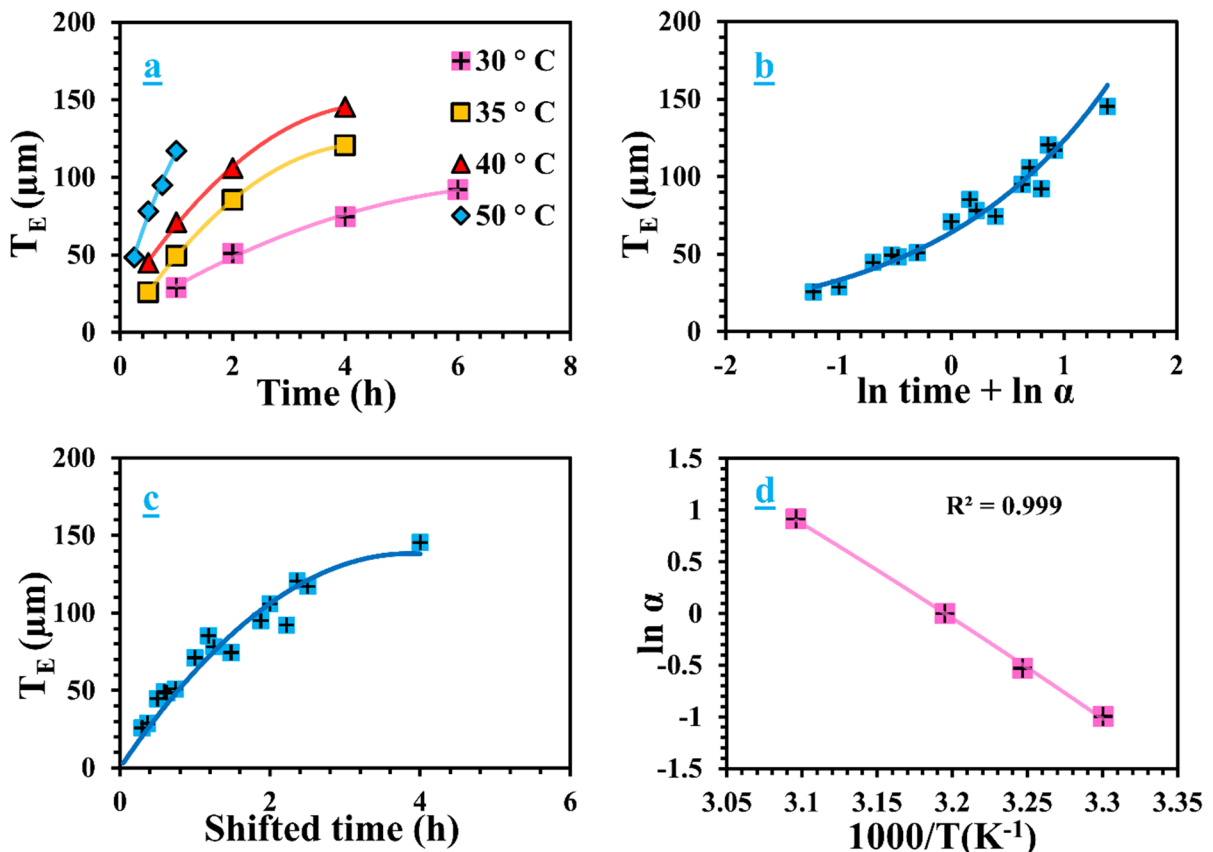 200
150
100
50
0
T_E (μm)
a
30 ° C
35 ° C
40 ° C
50 ° C
0 2 4 6 8
Time (h)
200
150
100
50
0
T_E (μm)
b
-2 -1 0 1 2
ln time + ln α
200
150
100
50
0
T_E (μm)
c
0 2 4 6
Shifted time (h)
1.5
1
0.5
0
-0.5
-1
-1.5
ln α
d
R² = 0.999
3.05 3.1 3.15 3.2 3.25 3.3 3.35
1000/T(K⁻¹)